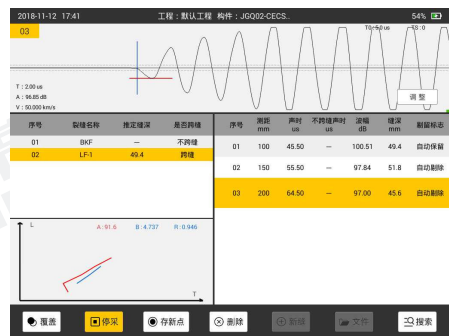 2018-11-12 17:41 工程：默认工程 构件：JGQ02-CECS.. 54%
03
T0:-5.0 us TS:0
T：2.00 us
A：96.85 dB
V：50.000 km/s
调整
序号 裂缝名称 推定缝深 是否跨缝
01 BKF — 不跨缝
02 LF-1 49.4 跨缝
序号 测距 mm 声时 us 不跨缝声时 us 波幅 dB 缝深 mm 剔留标志
01 100 45.50 — 100.51 49.4 自动保留
02 150 55.50 — 97.84 51.8 自动剔除
03 200 64.50 — 97.00 45.6 自动剔除
L A:91.6 B:4.737 R:0.946
T
覆盖 停采 存新点 删除 新缝 文件 搜索